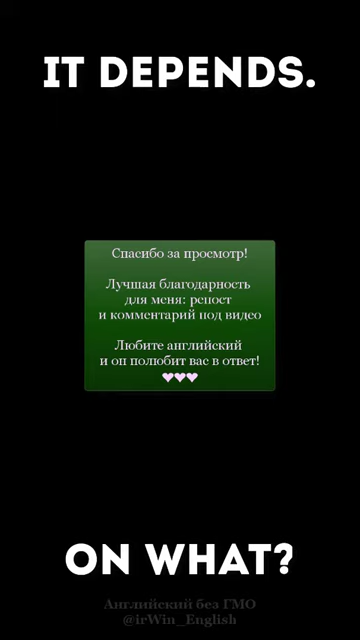 IT DEPENDS.
Спасибо за просмотр!
Лучшая благодарность
для меня: репост
и комментарий под видео
Любите английский
и он полюбит вас в ответ!
♥♥♥
ON WHAT?
Английский без ГМО
@irWin_English